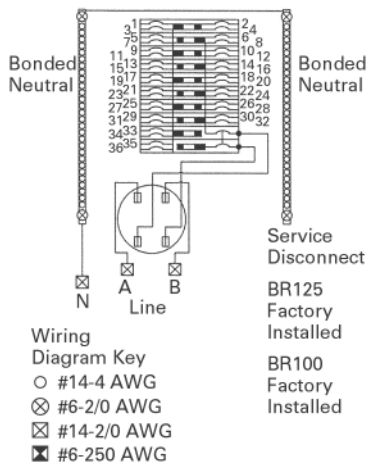 1 2
3 4
5 6
7 8
9 10
11 12
13 14
15 16
17 18
19 20
21 22
23 24
25 26
27 28
29 30
31 32
33
34
35
36
Bonded
Neutral
Bonded
Neutral
N
A
B
Line
Service
Disconnect
BR125
Factory
Installed
BR100
Factory
Installed
Wiring
Diagram Key
#14-4 AWG
#6-2/0 AWG
#14-2/0 AWG
#6-250 AWG